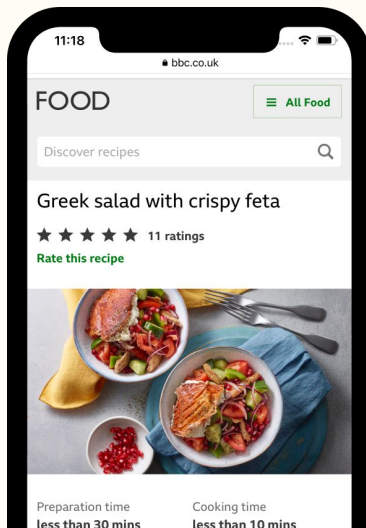 11:18
bbc.co.uk
FOOD
All Food
Discover recipes
Greek salad with crispy feta
11 ratings
Rate this recipe
Preparation time
Cooking time
less than 30 mins
less than 10 mins